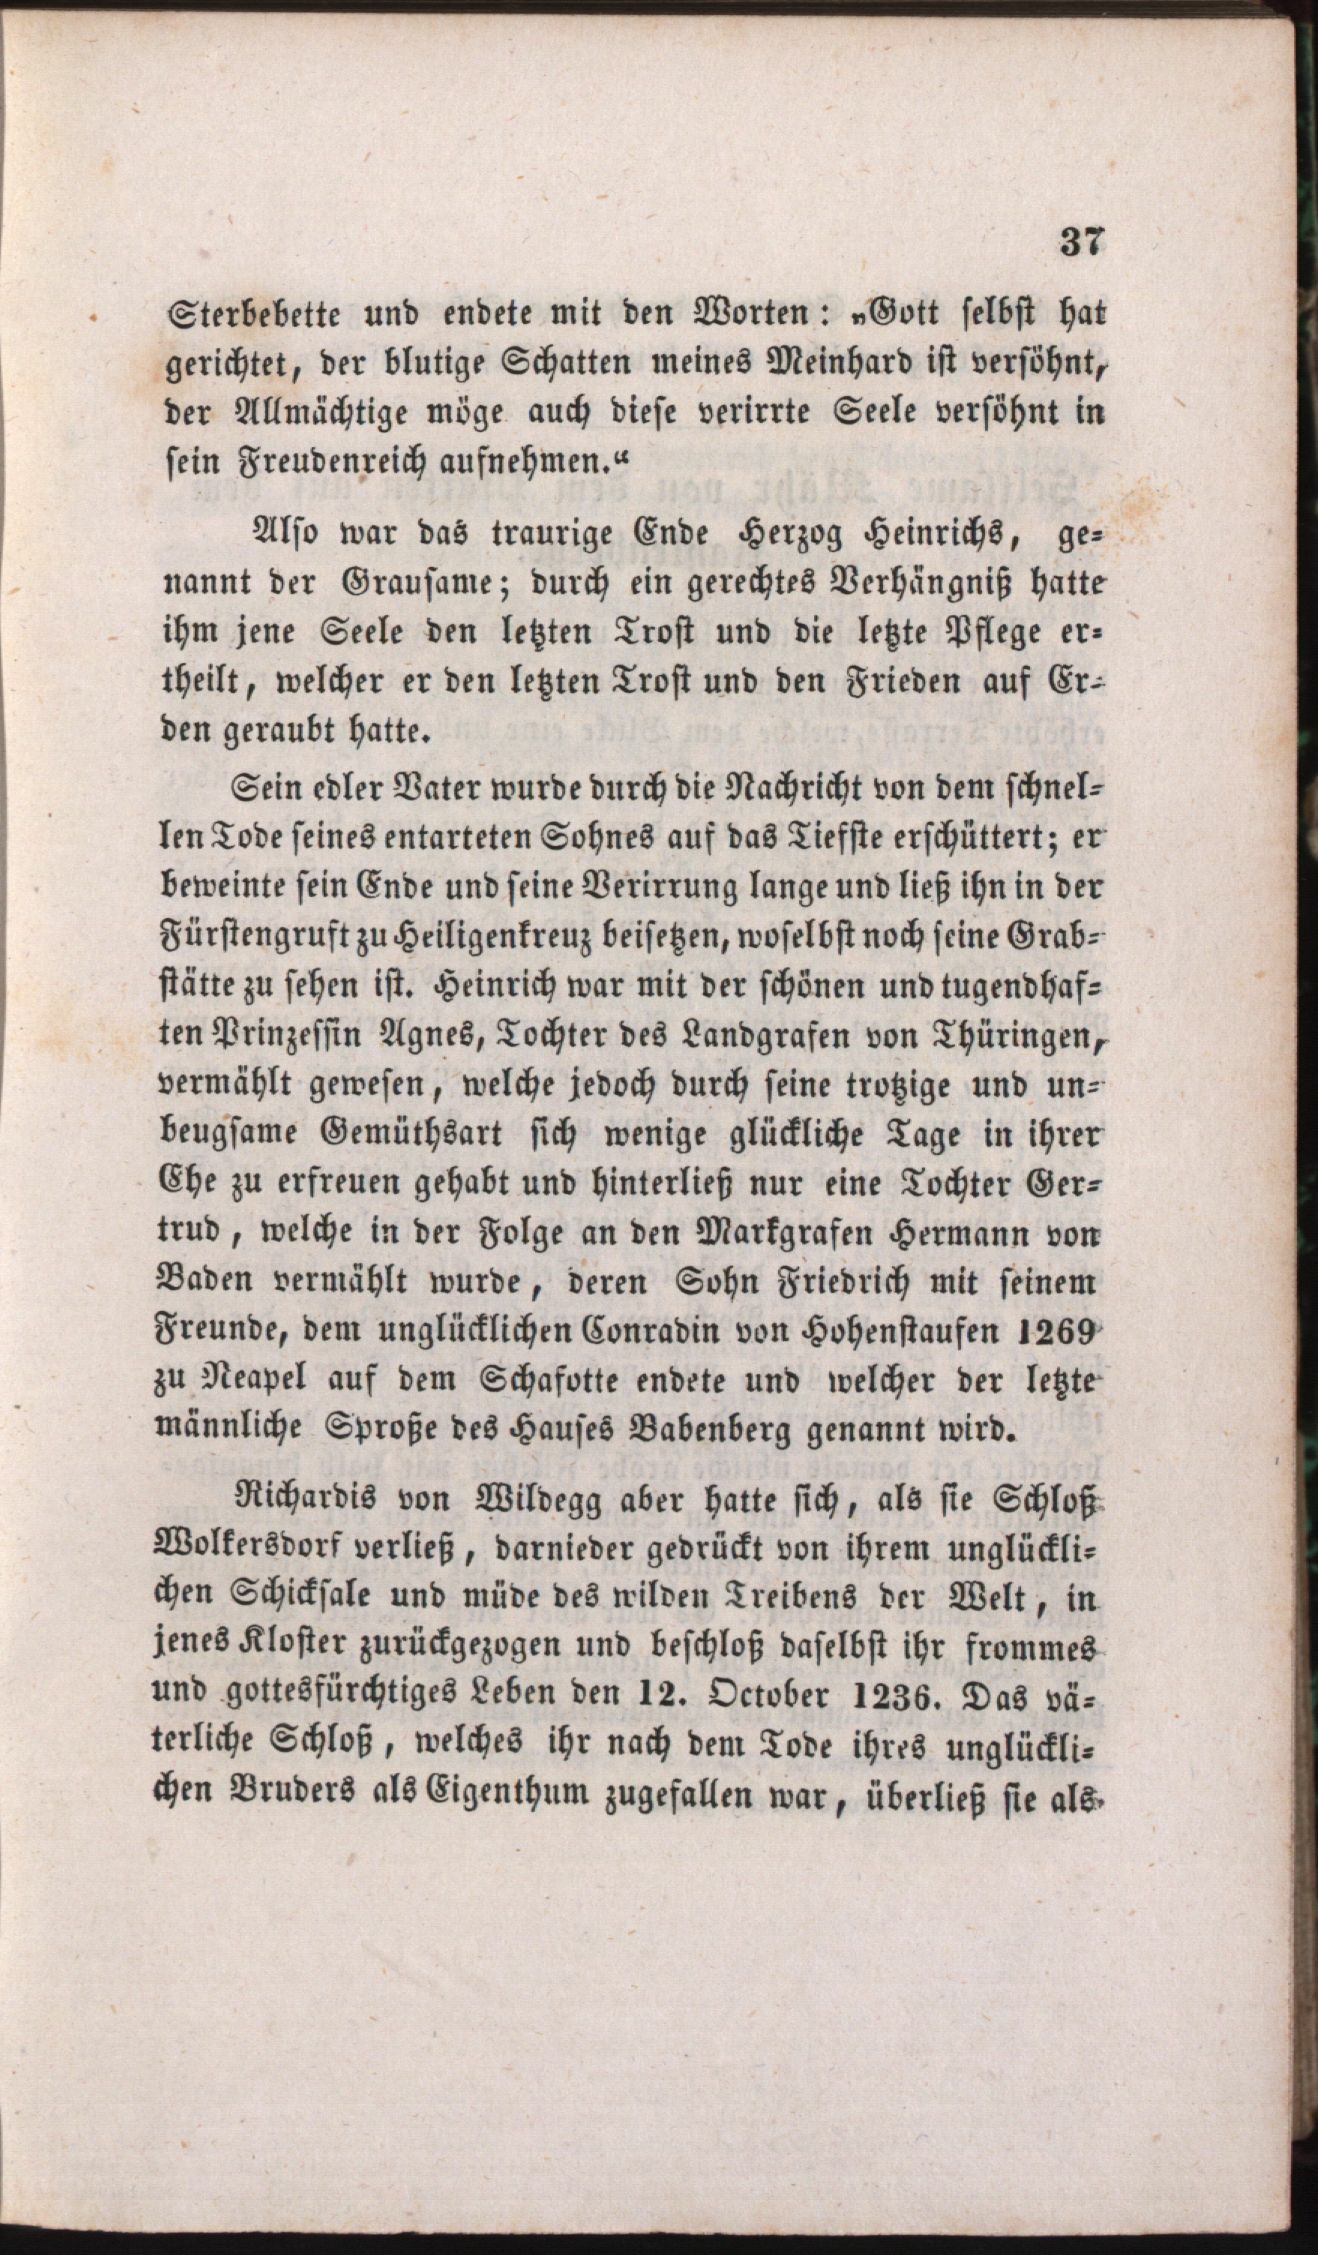 37
Sterbebette und endete mit den Worten: „Gott selbst hat
gerichtet, der blutige Schatten meines Meinhard ist versöhnt,
der Allmächtige möge auch diese verirrte Seele versöhnt in
sein Freudenreich aufnehmen.“
Also war das traurige Ende Herzog Heinrichs, ge-
nannt der Grausame; durch ein gerechtes Verhängniß hatte
ihm jene Seele den letzten Trost und die letzte Pflege er-
theilt, welcher er den letzten Trost und den Frieden auf Er-
den geraubt hatte.
Sein edler Vater wurde durch die Nachricht von dem schnel-
len Tode seines entarteten Sohnes auf das Tiefste erschüttert; er
beweinte sein Ende und seine Verirrung lange und ließ ihn in der
Fürstengruft zu Heiligenkreuz beisetzen, woselbst noch seine Grab-
stätte zu sehen ist. Heinrich war mit der schönen und tugendhaf-
ten Prinzessin Agnes, Tochter des Landgrafen von Thüringen,
vermählt gewesen, welche jedoch durch seine trotzige und un-
beugsame Gemüthsart sich wenige glückliche Tage in ihrer
Ehe zu erfreuen gehabt und hinterließ nur eine Tochter Ger-
trud, welche in der Folge an den Markgrafen Hermann von
Baden vermählt wurde, deren Sohn Friedrich mit seinem
Freunde, dem unglücklichen Conradin von Hohenstaufen 1269
zu Neapel auf dem Schafotte endete und welcher der letzte
männliche Sproße des Hauses Babenberg genannt wird.
Richardis von Wildegg aber hatte sich, als sie Schloß
Wolkersdorf verließ, darnieder gedrückt von ihrem unglückli-
chen Schicksale und müde des wilden Treibens der Welt, in
jenes Kloster zurückgezogen und beschloß daselbst ihr frommes
und gottesfürchtiges Leben den 12. October 1236. Das vä-
terliche Schloß, welches ihr nach dem Tode ihres unglückli-
chen Bruders als Eigenthum zugefallen war, überließ sie als